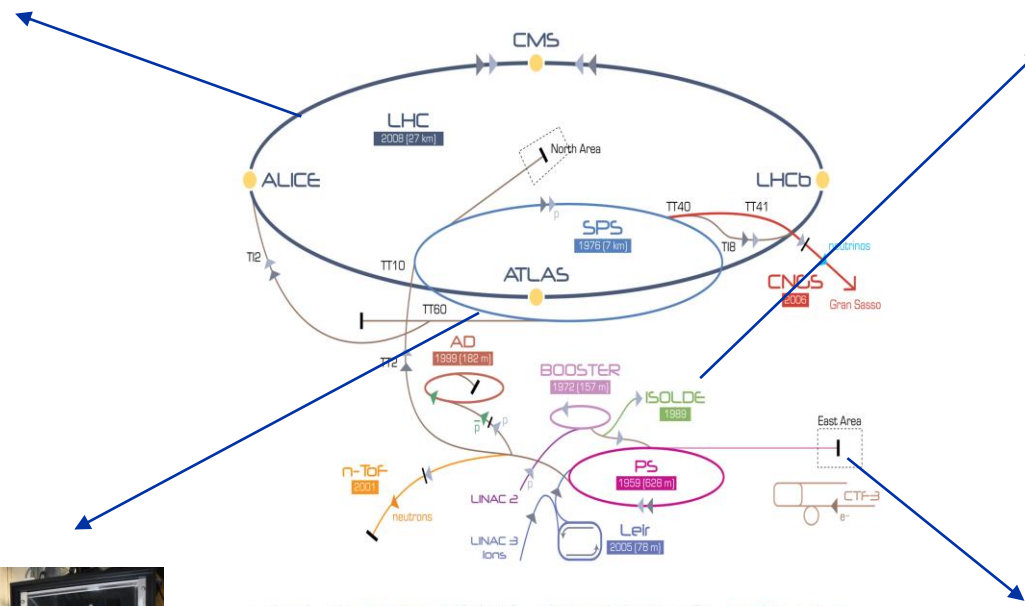 CMS
LHC
2008 (27 km)
North Area
ALICE
LHCb
TT40
TT41
SPS
1976 (7 km)
TI8
TI2
TT10
ATLAS
neutrinos
CNGS
2006
Gran Sasso
TT60
AD
1999 (182 m)
TT2
BOOSTER
1972 (157 m)
ISOLDE
1989
p
p̅
p
East Area
n-ToF
2001
LINAC 2
p
PS
1959 (628 m)
CTF-3
e-
neutrons
LINAC 3
Ions
Leir
2005 (78 m)